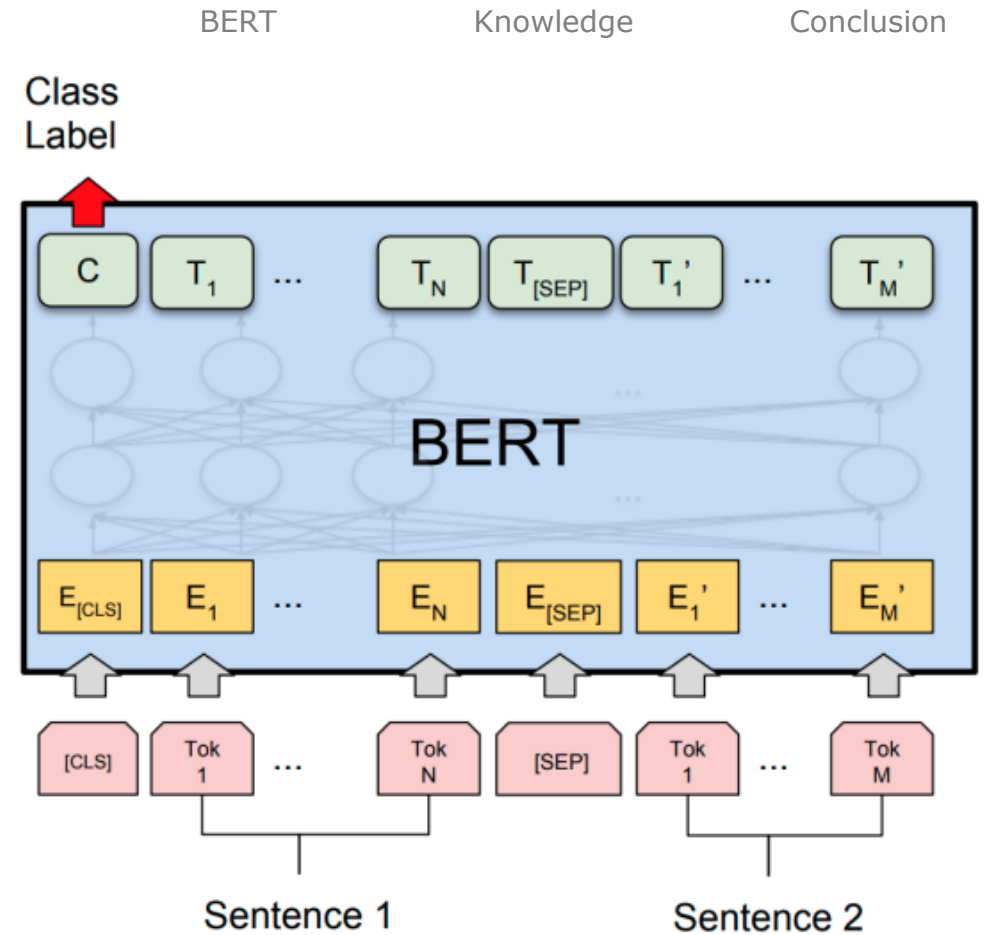 BERT Knowledge Conclusion
Class
Label
C T1 ... TN T[SEP] T1' ... TM'
...
BERT
...
E[CLS] E1 ... EN E[SEP] E1' ... EM'
[CLS] Tok 1 ... Tok N [SEP] Tok 1 ... Tok M
Sentence 1 Sentence 2